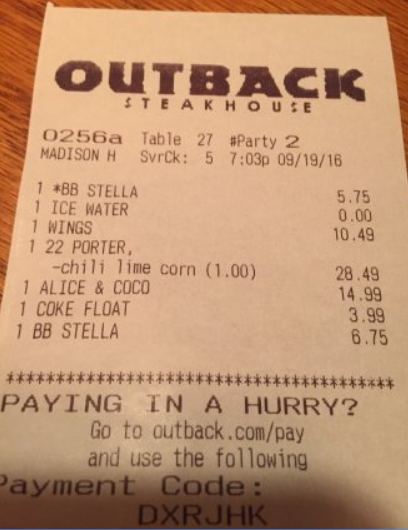 OUTBACK
STEAKHOUSE
0256a Table 27 #Party 2
MADISON H SvrCk: 5 7:03p 09/19/16
1 *BB STELLA 5.75
1 ICE WATER 0.00
1 WINGS 10.49
1 22 PORTER,
-chili lime corn (1.00) 28.49
1 ALICE & COCO 14.99
1 COKE FLOAT 3.99
1 BB STELLA 6.75
****************************************
PAYING IN A HURRY?
Go to outback.com/pay
and use the following
Payment Code:
DXRJHK